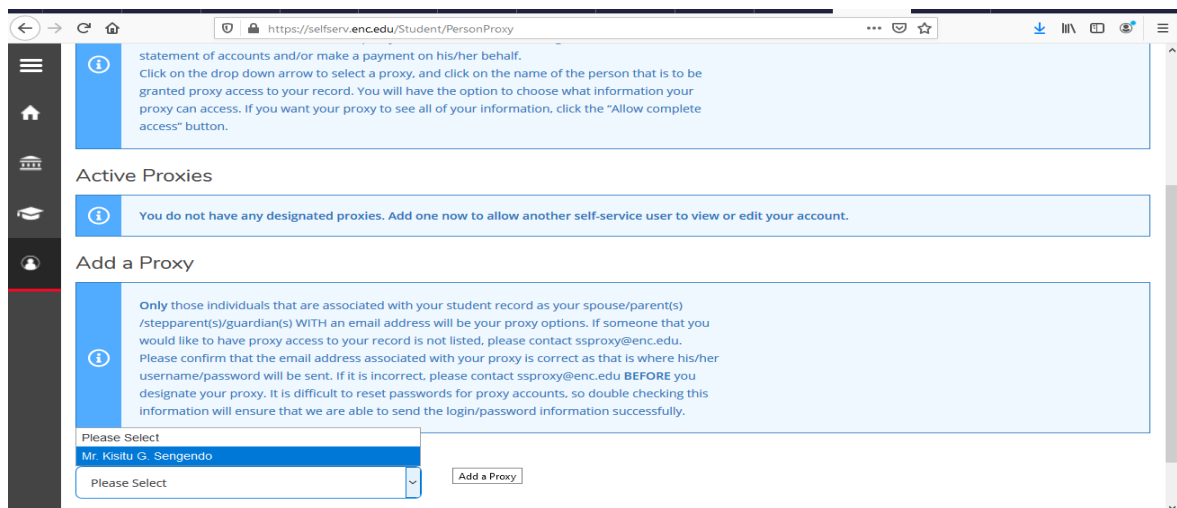 https://selfserv.enc.edu/Student/PersonProxy
statement of accounts and/or make a payment on his/her behalf.
Click on the drop down arrow to select a proxy, and click on the name of the person that is to be
granted proxy access to your record. You will have the option to choose what information your
proxy can access. If you want your proxy to see all of your information, click the “Allow complete
access” button.
Active Proxies
You do not have any designated proxies. Add one now to allow another self-service user to view or edit your account.
Add a Proxy
Only those individuals that are associated with your student record as your spouse/parent(s)
/stepparent(s)/guardian(s) WITH an email address will be your proxy options. If someone that you
would like to have proxy access to your record is not listed, please contact ssproxy@enc.edu.
Please confirm that the email address associated with your proxy is correct as that is where his/her
username/password will be sent. If it is incorrect, please contact ssproxy@enc.edu BEFORE you
designate your proxy. It is difficult to reset passwords for proxy accounts, so double checking this
information will ensure that we are able to send the login/password information successfully.
Please Select
Mr. Kisitu G. Sengendo
Please Select
Add a Proxy